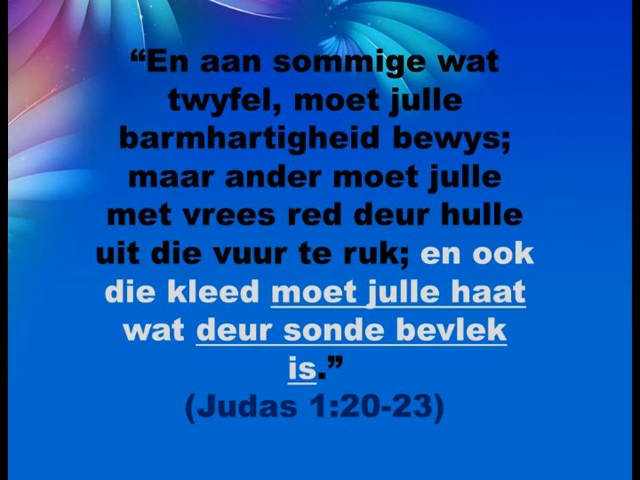 “En aan sommige wat
twyfel, moet julle
barmhartigheid bewys;
maar ander moet julle
met vrees red deur hulle
uit die vuur te ruk; en ook
die kleed moet julle haat
wat deur sonde bevlek
is.”
(Judas 1:20-23)